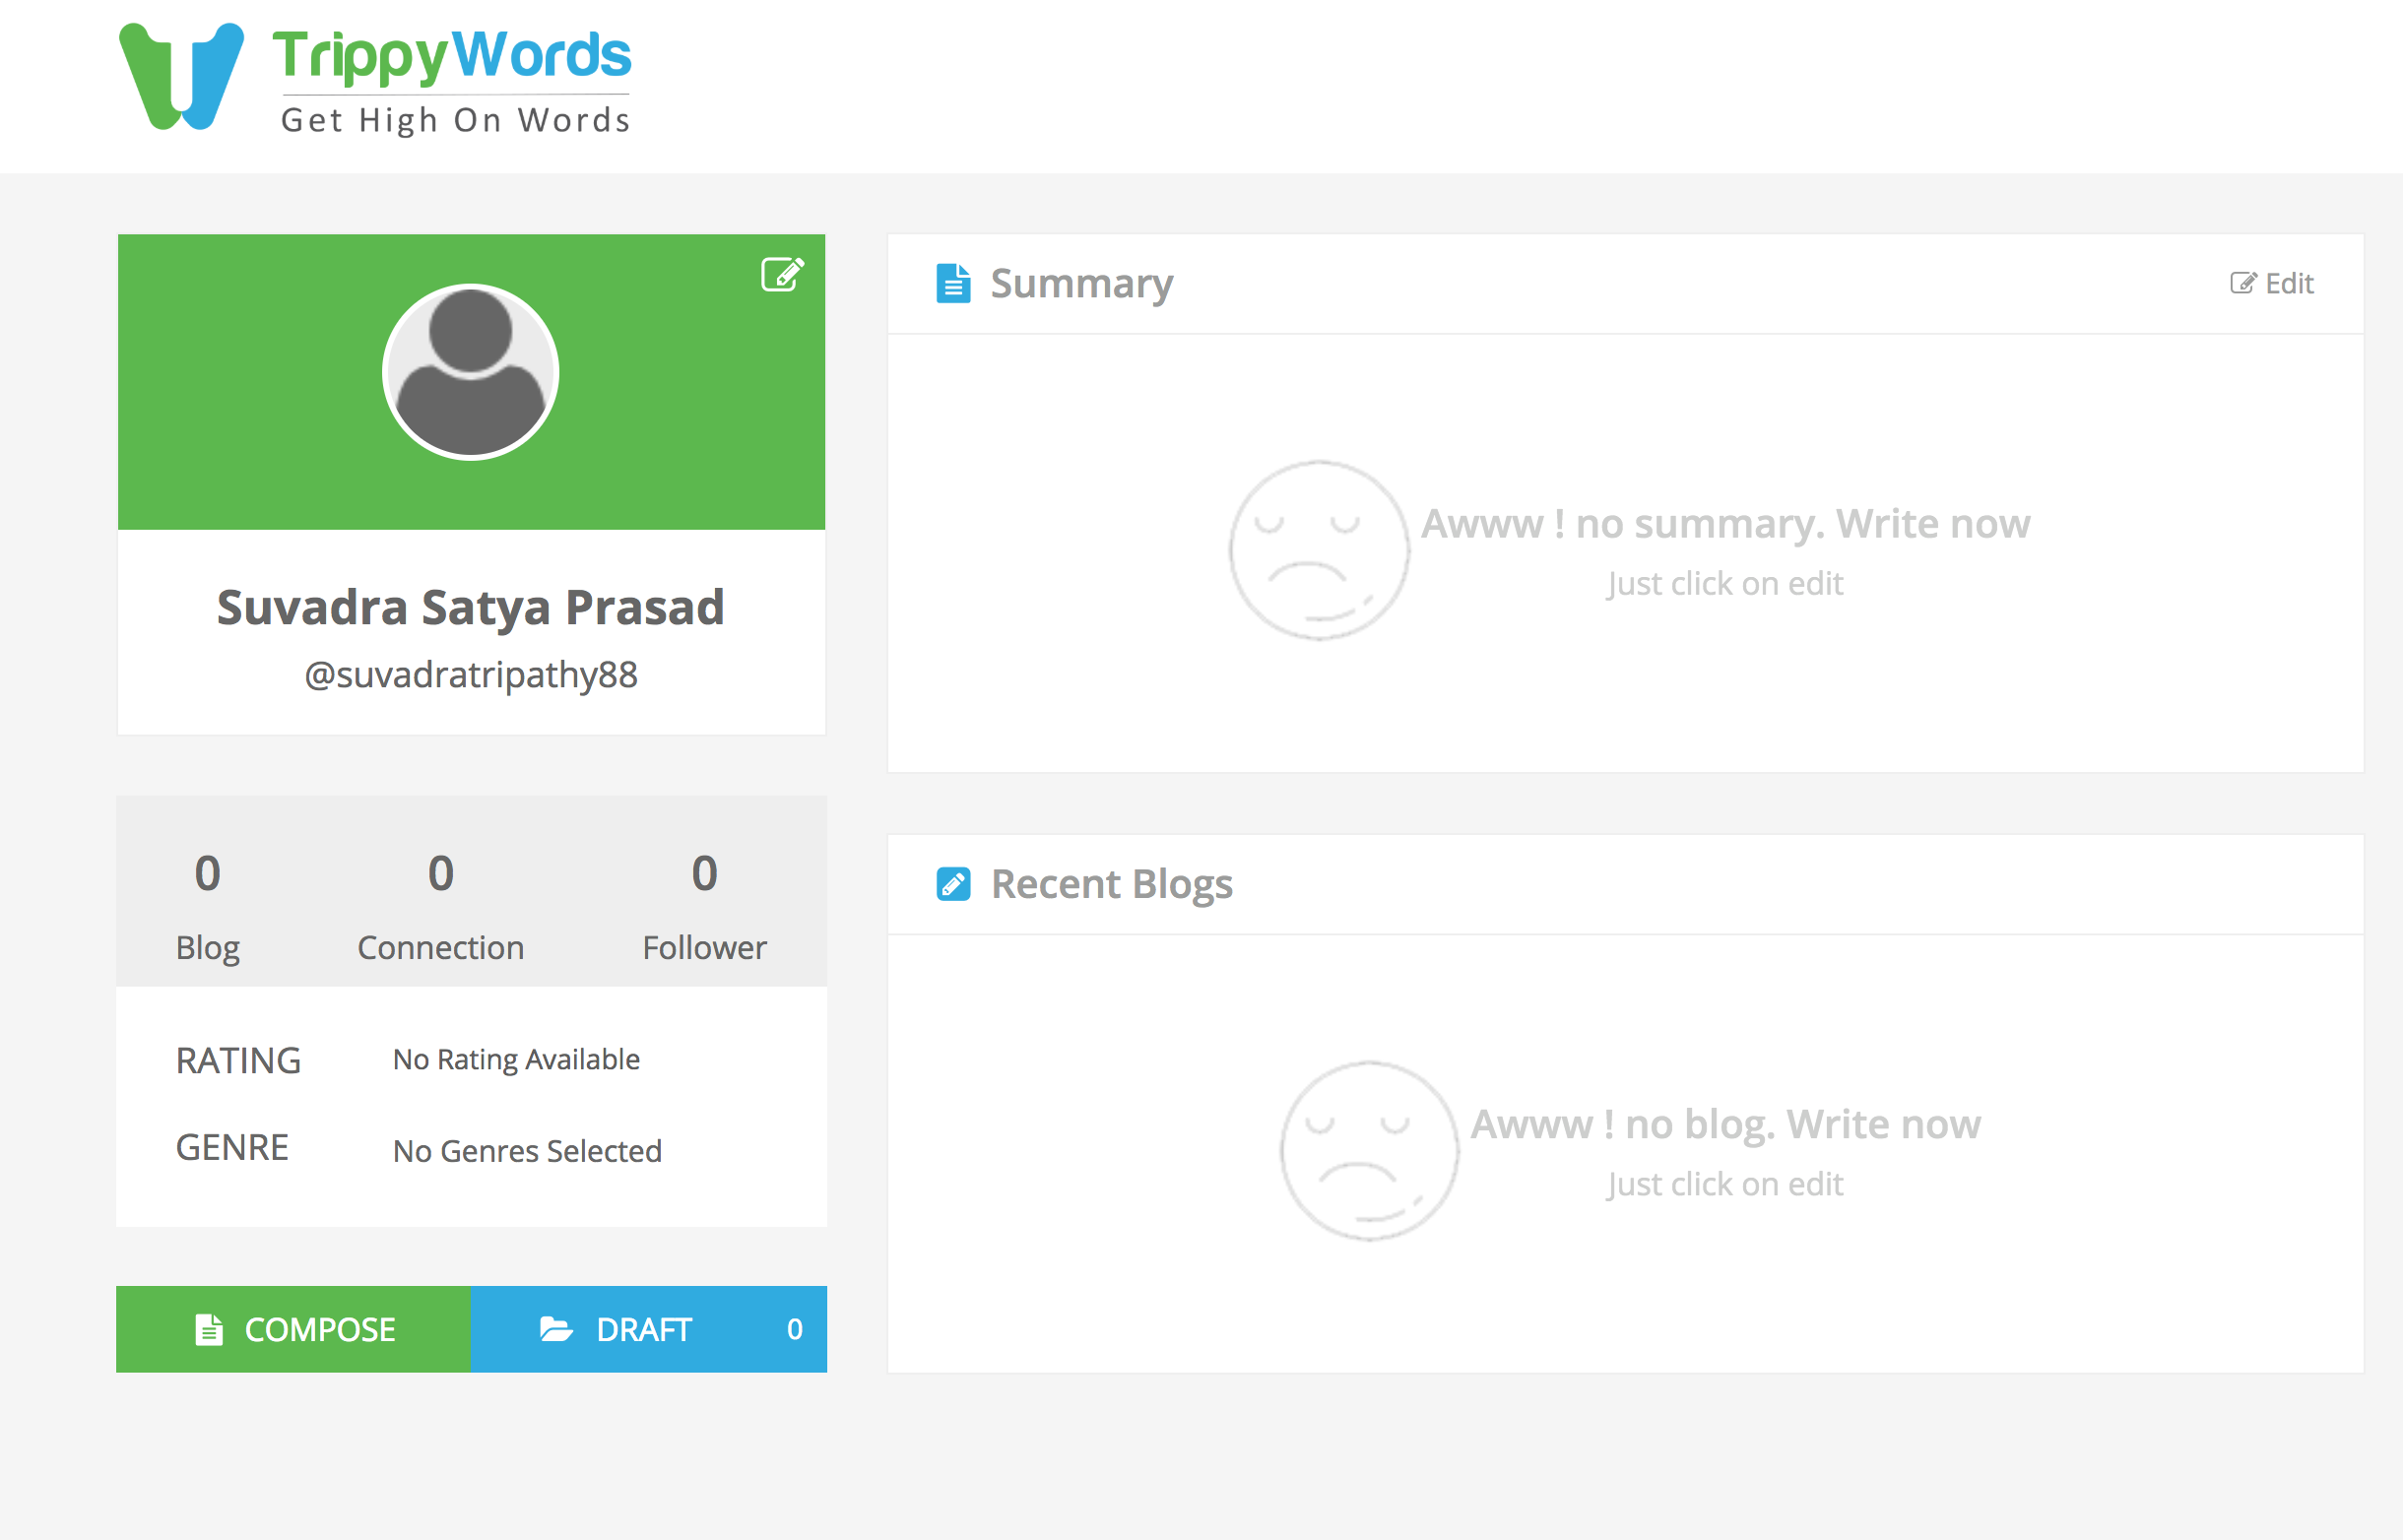 TrippyWords
Get High On Words
Suvadra Satya Prasad
@suvadratripathy88
0 0 0
Blog Connection Follower
RATING No Rating Available
GENRE No Genres Selected
COMPOSE DRAFT 0
Summary Edit
Awww ! no summary. Write now
Just click on edit
Recent Blogs
Awww ! no blog. Write now
Just click on edit